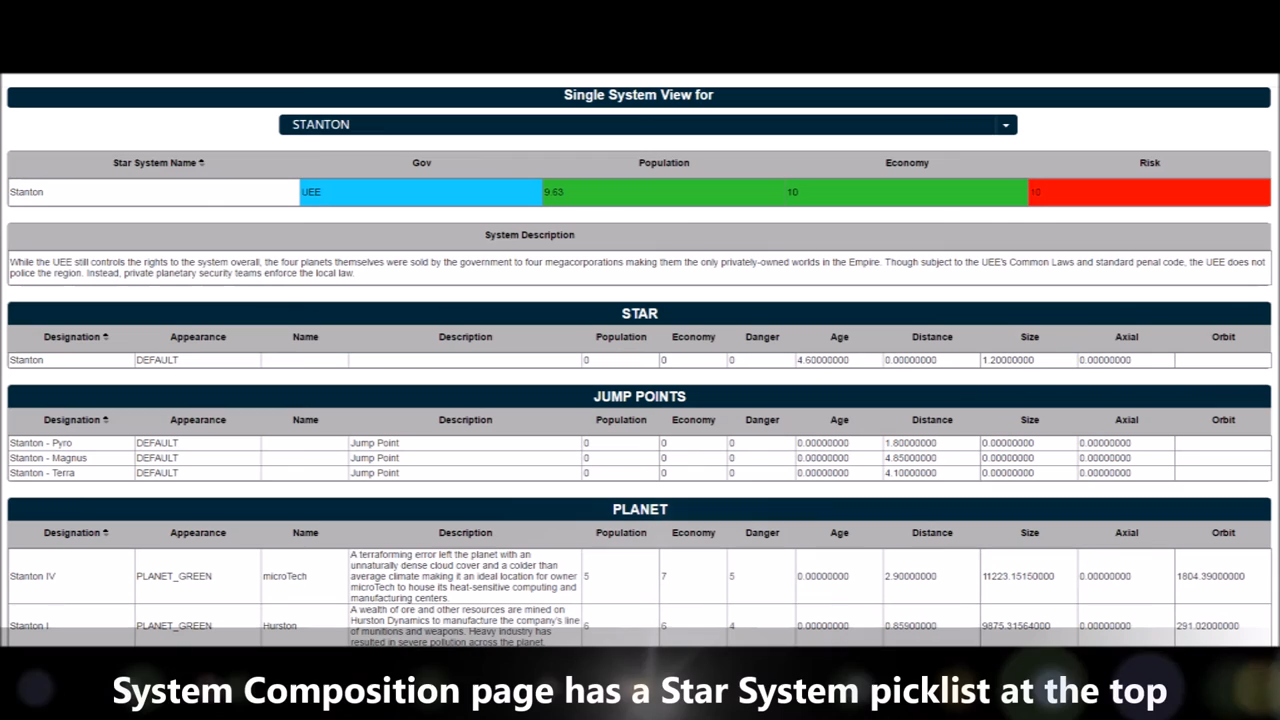 Single System View for
STANTON
Star System Name Gov Population Economy Risk
Stanton UEE 9.63 10 10
System Description
While the UEE still controls the rights to the system overall, the four planets themselves were sold by the government to four megacorporations making them the only privately-owned worlds in the Empire. Though subject to the UEE's Common Laws and standard penal code, the UEE does not
police the region. Instead, private planetary security teams enforce the local law.
STAR
Designation Appearance Name Description Population Economy Danger Age Distance Size Axial Orbit
Stanton DEFAULT 0 0 0 4.60000000 0.00000000 1.20000000 0.00000000
JUMP POINTS
Designation Appearance Name Description Population Economy Danger Age Distance Size Axial Orbit
Stanton - Pyro DEFAULT Jump Point 0 0 0 0.00000000 1.80000000 0.00000000 0.00000000
Stanton - Magnus DEFAULT Jump Point 0 0 0 0.00000000 4.85000000 0.00000000 0.00000000
Stanton - Terra DEFAULT Jump Point 0 0 0 0.00000000 4.10000000 0.00000000 0.00000000
PLANET
Designation Appearance Name Description Population Economy Danger Age Distance Size Axial Orbit
A terraforming error left the planet with an
unnaturally dense cloud cover and a colder than
Stanton IV PLANET_GREEN microTech average climate making it an ideal location for owner 5 7 5 0.00000000 2.90000000 11223.15150000 0.00000000 1804.39000000
microTech to house its heat-sensitive computing and
manufacturing centers.
A wealth of ore and other resources are mined on
Hurston Dynamics to manufacture the company's line
Stanton I PLANET_GREEN Hurston of munitions and weapons. Heavy industry has 6 6 4 0.00000000 0.85900000 9875.31564000 0.00000000 291.02000000
resulted in severe pollution across the planet.
System Composition page has a Star System picklist at the top